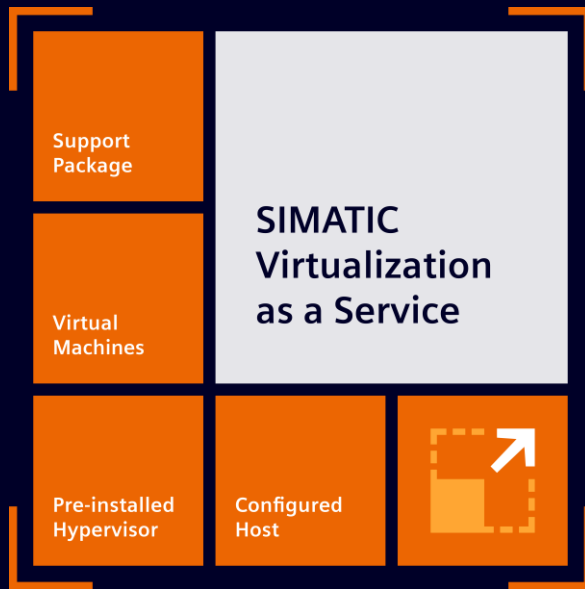 Support
Package
SIMATIC
Virtualization
as a Service
Virtual
Machines
Pre-installed
Hypervisor
Configured
Host